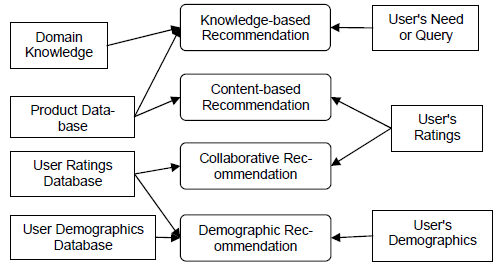 Knowledge-based
Recommendation
User's Need
or Query
Domain
Knowledge
Content-based
Recommendation
Product Data-
base
User's
Ratings
User Ratings
Database
Collaborative Rec-
ommendation
User Demographics
Database
Demographic Rec-
ommendation
User's
Demographics